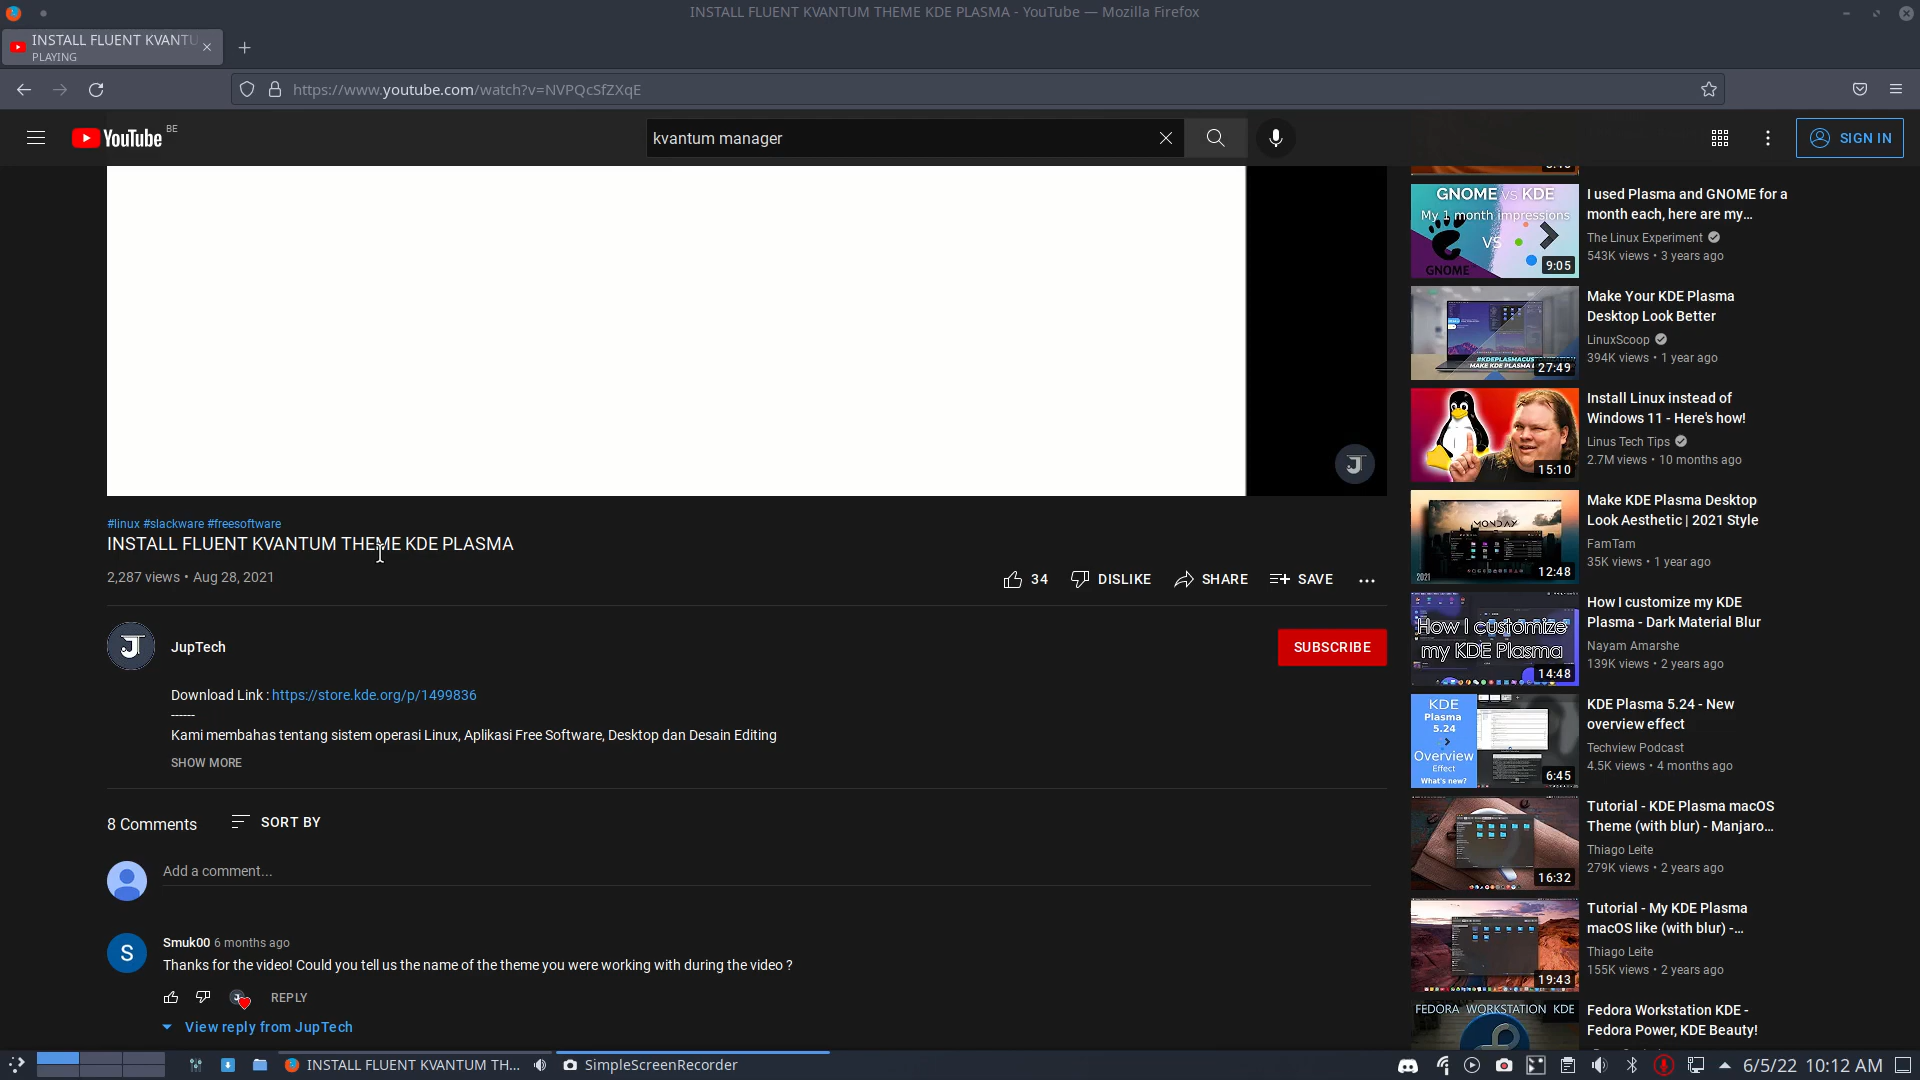 INSTALL FLUENT KVANTUM THEME KDE PLASMA - YouTube — Mozilla Firefox
INSTALL FLUENT KVANTU
PLAYING
https://www.youtube.com/watch?v=NVPQcSfZXqE
YouTube BE
kvantum manager
SIGN IN
GNOME vs KDE
My 1 month impressions
VS
GNOME
9:05
I used Plasma and GNOME for a
month each, here are my...
The Linux Experiment
543K views • 3 years ago
27:49
Make Your KDE Plasma
Desktop Look Better
LinuxScoop
394K views • 1 year ago
15:10
Install Linux instead of
Windows 11 - Here's how!
Linus Tech Tips
2.7M views • 10 months ago
MONDAY
2021
12:48
Make KDE Plasma Desktop
Look Aesthetic | 2021 Style
FamTam
35K views • 1 year ago
How I customize
my KDE Plasma
14:48
How I customize my KDE
Plasma - Dark Material Blur
Nayam Amarshe
139K views • 2 years ago
KDE
Plasma
5.24
Overview
Effect
What's new?
6:45
KDE Plasma 5.24 - New
overview effect
Techview Podcast
4.5K views • 4 months ago
16:32
Tutorial - KDE Plasma macOS
Theme (with blur) - Manjaro...
Thiago Leite
279K views • 2 years ago
19:43
Tutorial - My KDE Plasma
macOS like (with blur) -...
Thiago Leite
155K views • 2 years ago
FEDORA WORKSTATION KDE
Fedora Workstation KDE -
Fedora Power, KDE Beauty!
#linux #slackware #freesoftware
INSTALL FLUENT KVANTUM THEME KDE PLASMA
2,287 views • Aug 28, 2021
34
DISLIKE
SHARE
SAVE
JupTech
SUBSCRIBE
Download Link : https://store.kde.org/p/1499836
------
Kami membahas tentang sistem operasi Linux, Aplikasi Free Software, Desktop dan Desain Editing
SHOW MORE
8 Comments
SORT BY
Add a comment...
S
Smuk00 6 months ago
Thanks for the video! Could you tell us the name of the theme you were working with during the video ?
REPLY
View reply from JupTech
INSTALL FLUENT KVANTUM TH...
SimpleScreenRecorder
6/5/22 10:12 AM